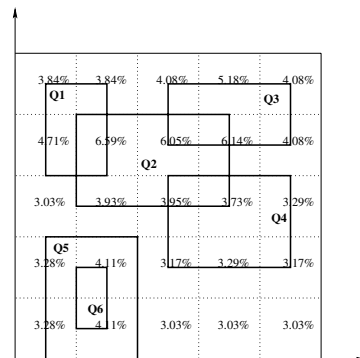 3.84% 3.84% 4.08% 5.18% 4.08%
Q1 Q3
4.71% 6.59% 6.05% 6.14% 4.08%
Q2
3.03% 3.93% 3.95% 3.73% 3.29%
Q4
Q5
3.28% 4.11% 3.17% 3.29% 3.17%
Q6
3.28% 4.11% 3.03% 3.03% 3.03%